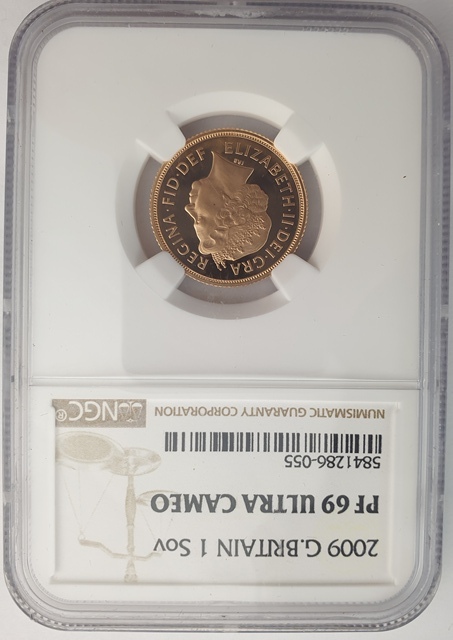 2009 G.BRITAIN 1 Sov
PF 69 ULTRA CAMEO
5841286-055
NGC®
NUMISMATIC GUARANTY CORPORATION
ELIZABETH·II·DEI·GRA
REGINA·FID·DEF
IRB